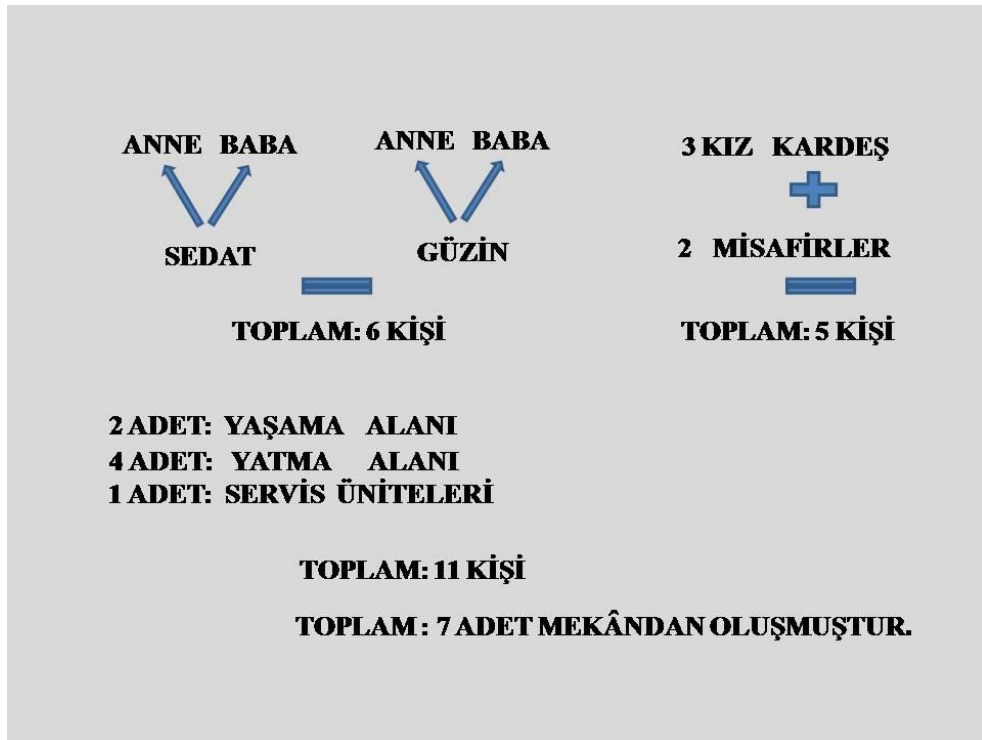 ANNE BABA
ANNE BABA
SEDAT
GÜZİN
TOPLAM: 6 KİŞİ
3 KIZ KARDEŞ
2 MİSAFİRLER
TOPLAM: 5 KİŞİ
2 ADET: YAŞAMA ALANI
4 ADET: YATMA ALANI
1 ADET: SERVİS ÜNİTELERİ
TOPLAM: 11 KİŞİ
TOPLAM : 7 ADET MEKÂNDAN OLUŞMUŞTUR.